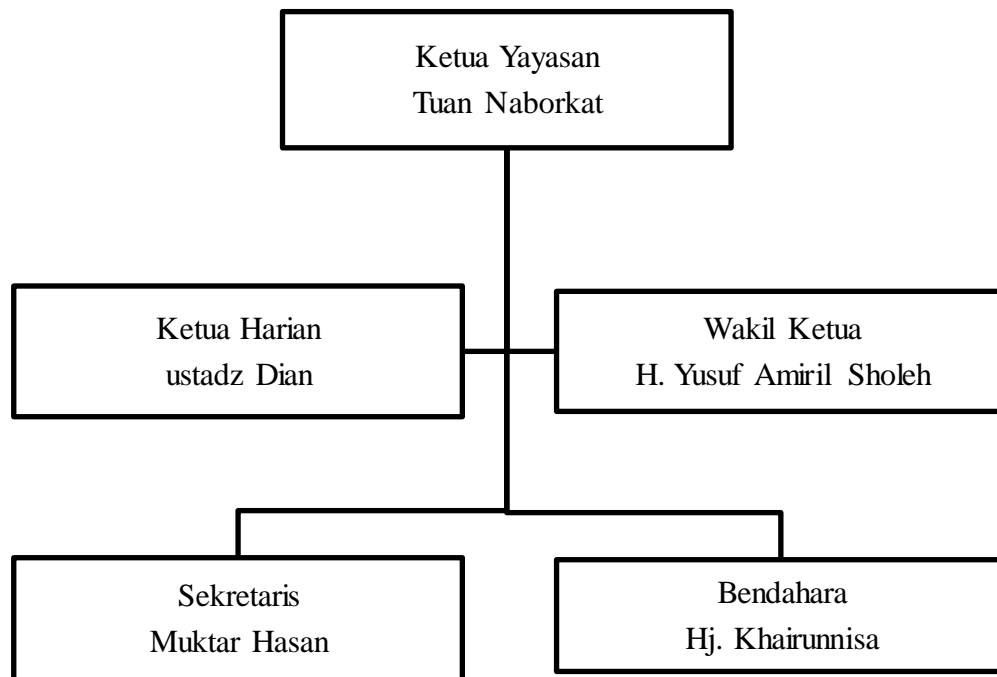 Ketua Yayasan
Tuan Naborkat
Ketua Harian
ustadz Dian
Wakil Ketua
H. Yusuf Amiril Sholeh
Sekretaris
Muktar Hasan
Bendahara
Hj. Khairunnisa